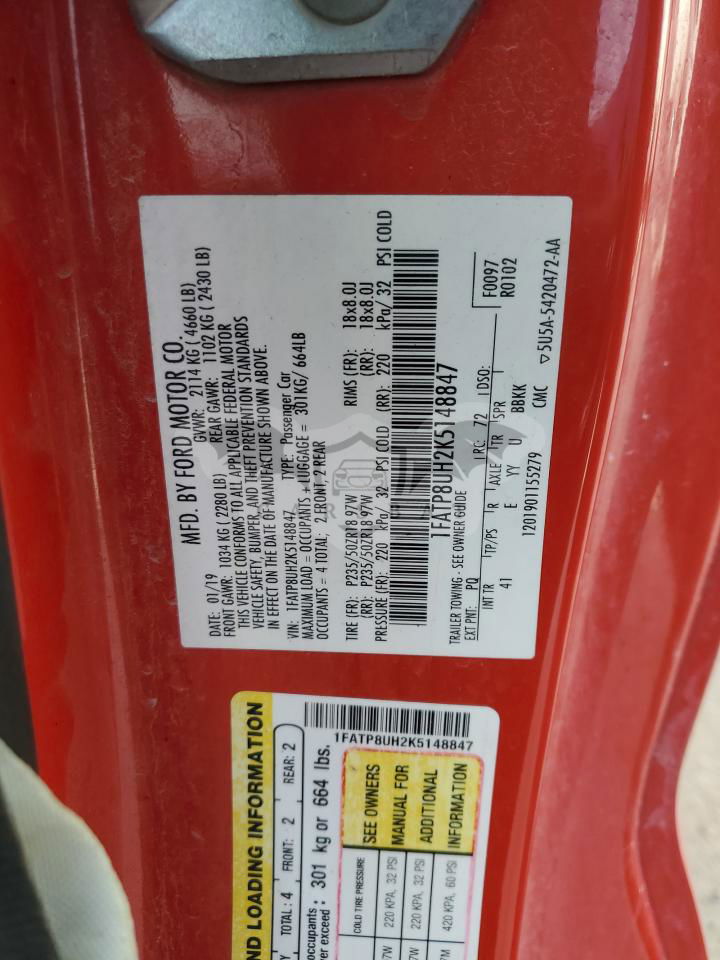 MFD. BY FORD MOTOR CO.
DATE: 01/19 GVWR: 2114 KG ( 4660 LB)
FRONT GAWR: 1034 KG ( 2280 LB) REAR GAWR: 1102 KG ( 2430 LB)
THIS VEHICLE CONFORMS TO ALL APPLICABLE FEDERAL MOTOR
VEHICLE SAFETY, BUMPER, AND THEFT PREVENTION STANDARDS
IN EFFECT ON THE DATE OF MANUFACTURE SHOWN ABOVE.
VIN: 1FATP8UH2K5148847 TYPE: Passenger Car
MAXIMUM LOAD = OCCUPANTS + LUGGAGE = 301KG/ 664LB
OCCUPANTS = 4 TOTAL; 2 FRONT, 2 REAR
TIRE (FR): P235/50ZR18 97W RIMS (FR): 18x8.0J
(RR): P235/50ZR18 97W (RR): 18x8.0J
PRESSURE (FR): 220 kPa/ 32 PSI COLD (RR): 220 kPa/ 32 PSI COLD
1FATP8UH2K5148847
TRAILER TOWING - SEE OWNER GUIDE
EXT PNT: PQ RC: 72 DSO: F0097
R0102
INT TR TP/PS R AXLE TR SPR
41 E YY U BBKK
1201901155279 CMC ▽5U5A-5420472-AA
ND LOADING INFORMATION
TOTAL: 4 FRONT: 2 REAR: 2
occupants
ver exceed : 301 kg or 664 lbs.
1FATP8UH2K5148847
COLD TIRE PRESSURE
220 KPA, 32 PSI
220 KPA, 32 PSI
420 KPA, 60 PSI
SEE OWNERS
MANUAL FOR
ADDITIONAL
INFORMATION